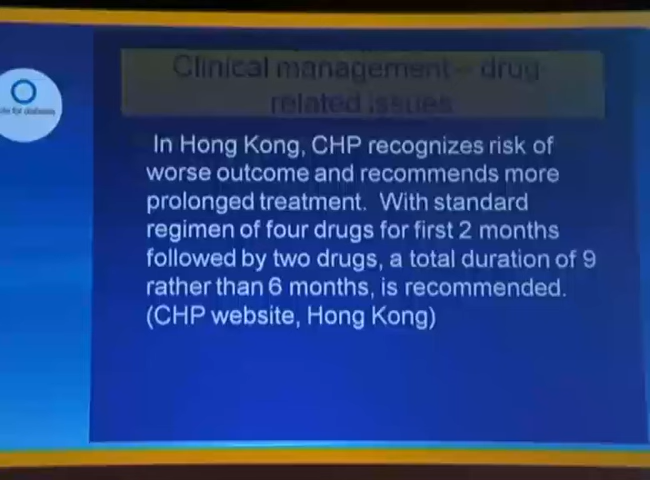 Clinical management – drug
related issues
for diabetes
In Hong Kong, CHP recognizes risk of
worse outcome and recommends more
prolonged treatment. With standard
regimen of four drugs for first 2 months
followed by two drugs, a total duration of 9
rather than 6 months, is recommended.
(CHP website, Hong Kong)